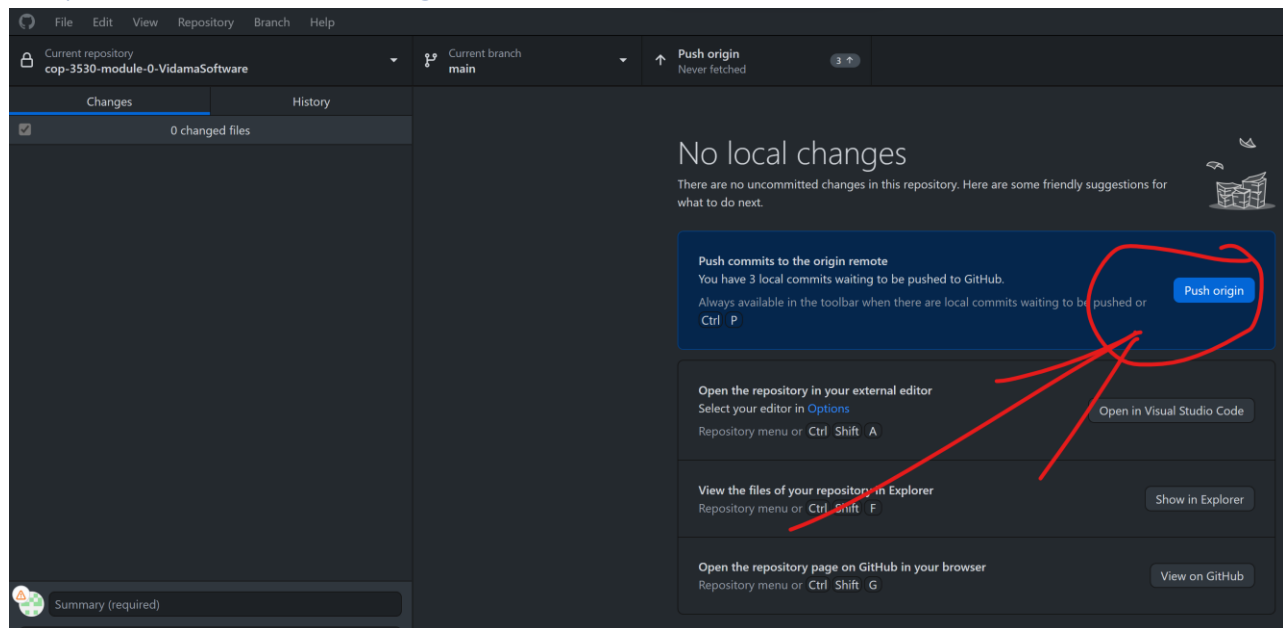 File Edit View Repository Branch Help
Current repository
cop-3530-module-0-VidamaSoftware
Current branch
main
Push origin
Never fetched
3
Changes History
0 changed files
No local changes
There are no uncommitted changes in this repository. Here are some friendly suggestions for
what to do next.
Push commits to the origin remote
You have 3 local commits waiting to be pushed to GitHub.
Always available in the toolbar when there are local commits waiting to be pushed or
Ctrl P
Push origin
Open the repository in your external editor
Select your editor in Options
Repository menu or Ctrl Shift A
Open in Visual Studio Code
View the files of your repository in Explorer
Repository menu or Ctrl Shift F
Show in Explorer
Open the repository page on GitHub in your browser
Repository menu or Ctrl Shift G
View on GitHub
Summary (required)